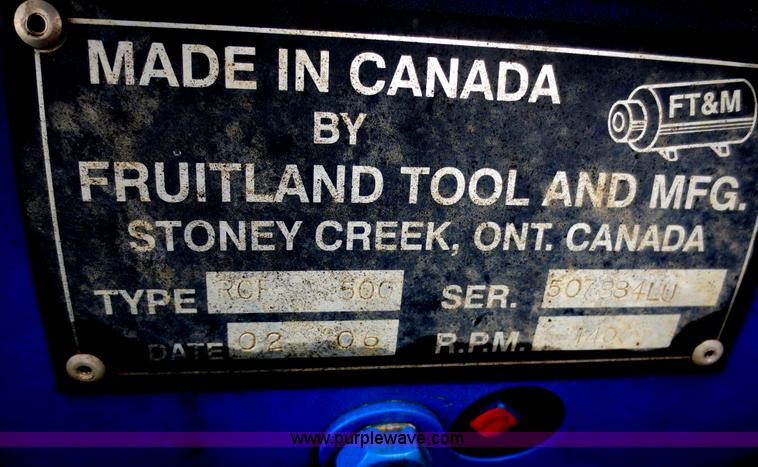 MADE IN CANADA
BY
FT&M
FRUITLAND TOOL AND MFG.
STONEY CREEK, ONT. CANADA
TYPE RCF 500 SER.
DATE 02 06 R.P.M.
www.purplewave.com